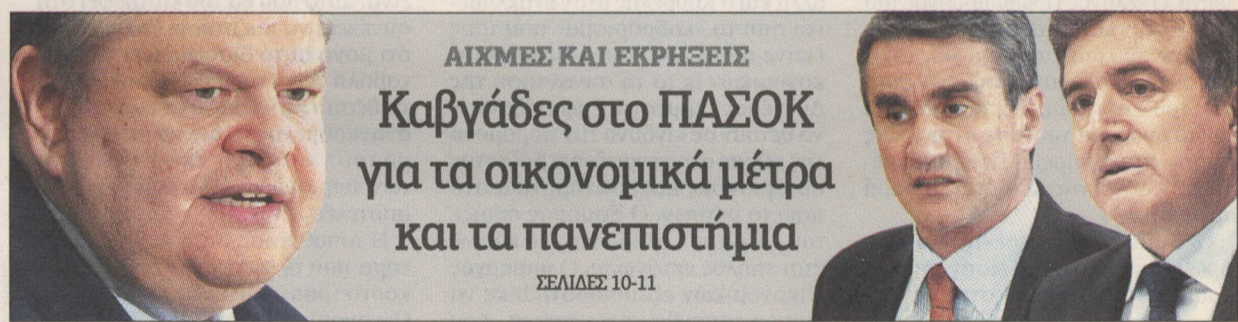 ΑΙΧΜΕΣ ΚΑΙ ΕΚΡΗΞΕΙΣ
Καβγάδες στο ΠΑΣΟΚ
για τα οικονομικά μέτρα
και τα πανεπιστήμια
ΣΕΛΙΔΕΣ 10-11